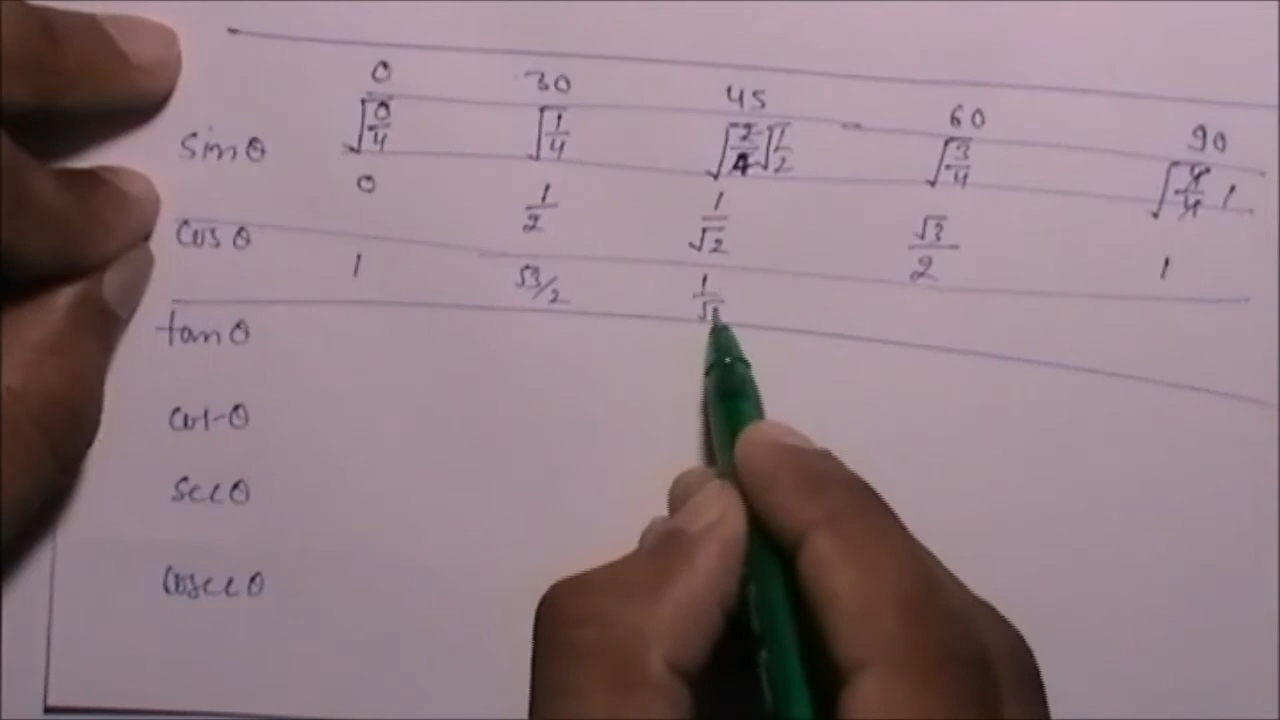 0 30 45 60 90
sinθ √0/4 √1/4 √2/4 √1/2 √3/4 √4/4 1
0 1/2 1/√2 √3/2 1
cosθ 1 √3/2 1/√
tanθ
cotθ
secθ
cosecθ